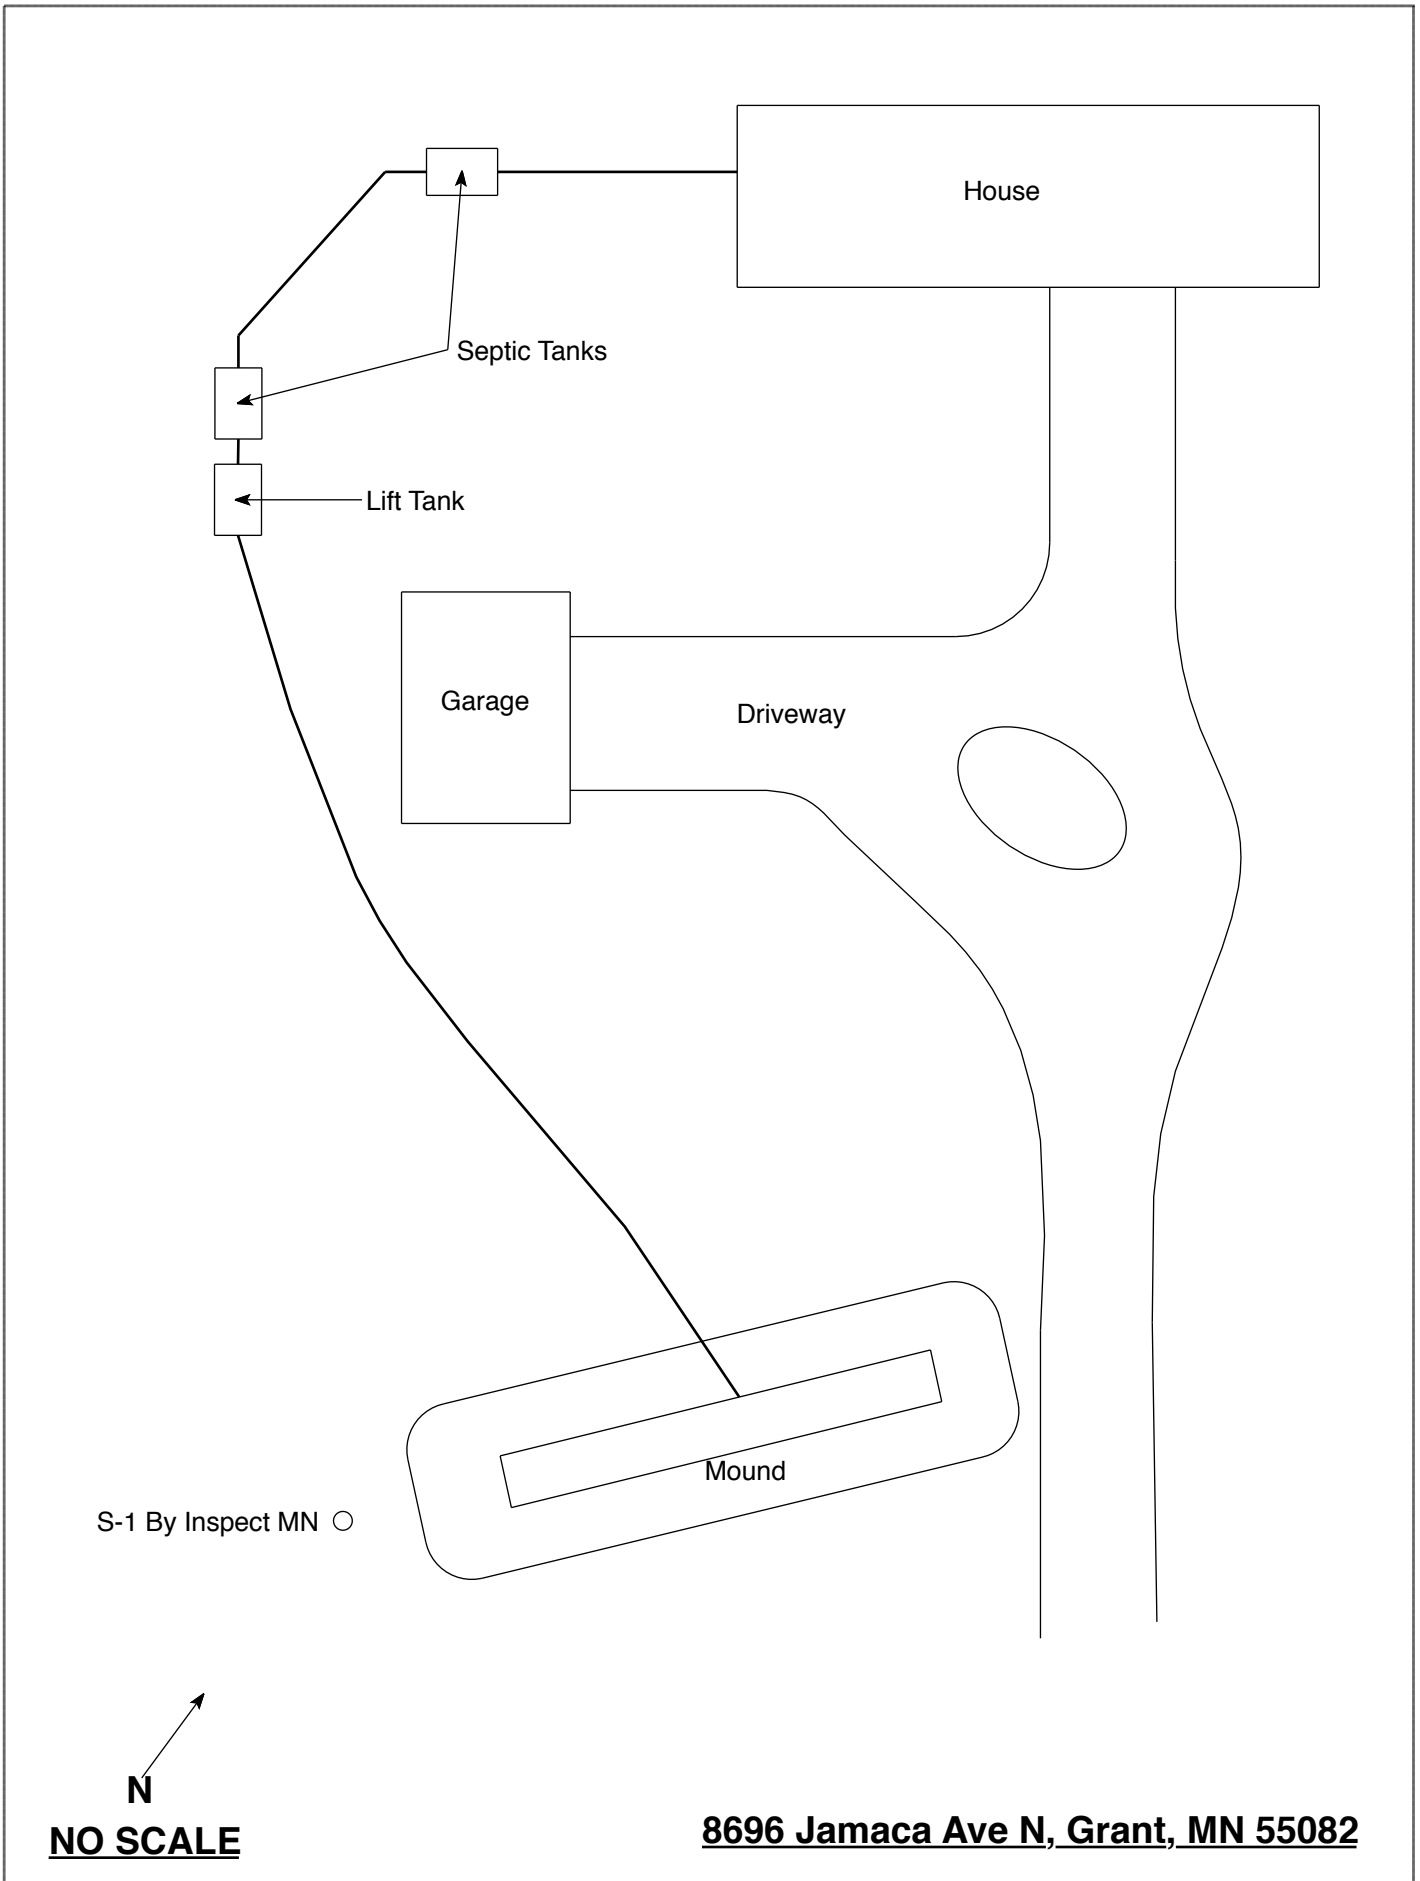 House
Septic Tanks
Lift Tank
Garage
Driveway
Mound
S-1 By Inspect MN
N
NO SCALE
8696 Jamaca Ave N, Grant, MN 55082